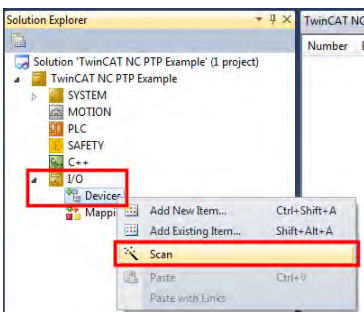 Solution Explorer
TwinCAT NC
Number
Solution 'TwinCAT NC PTP Example' (1 project)
TwinCAT NC PTP Example
SYSTEM
MOTION
PLC
SAFETY
C++
I/O
Devices
Mappi
Add New Item... Ctrl+Shift+A
Add Existing Item... Shift+Alt+A
Scan
Paste Ctrl+V
Paste with Links